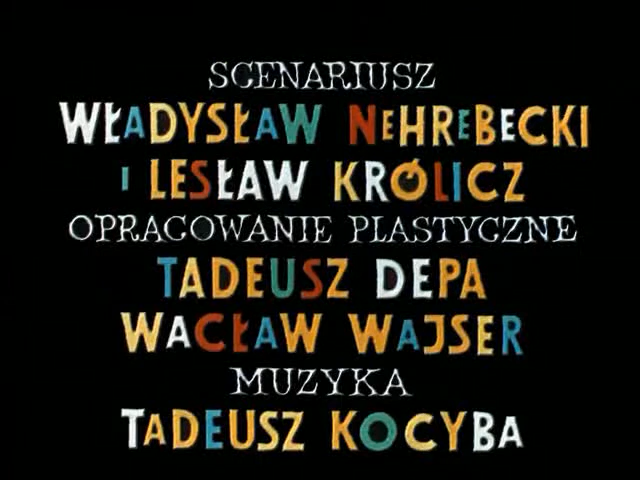 SCENARIUSZ
WŁADYSŁAW NEHREBECKI
I LESŁAW KRÓLICZ
OPRACOWANIE PLASTYCZNE
TADEUSZ DEPA
WACŁAW WAJSER
MUZYKA
TADEUSZ KOCYBA